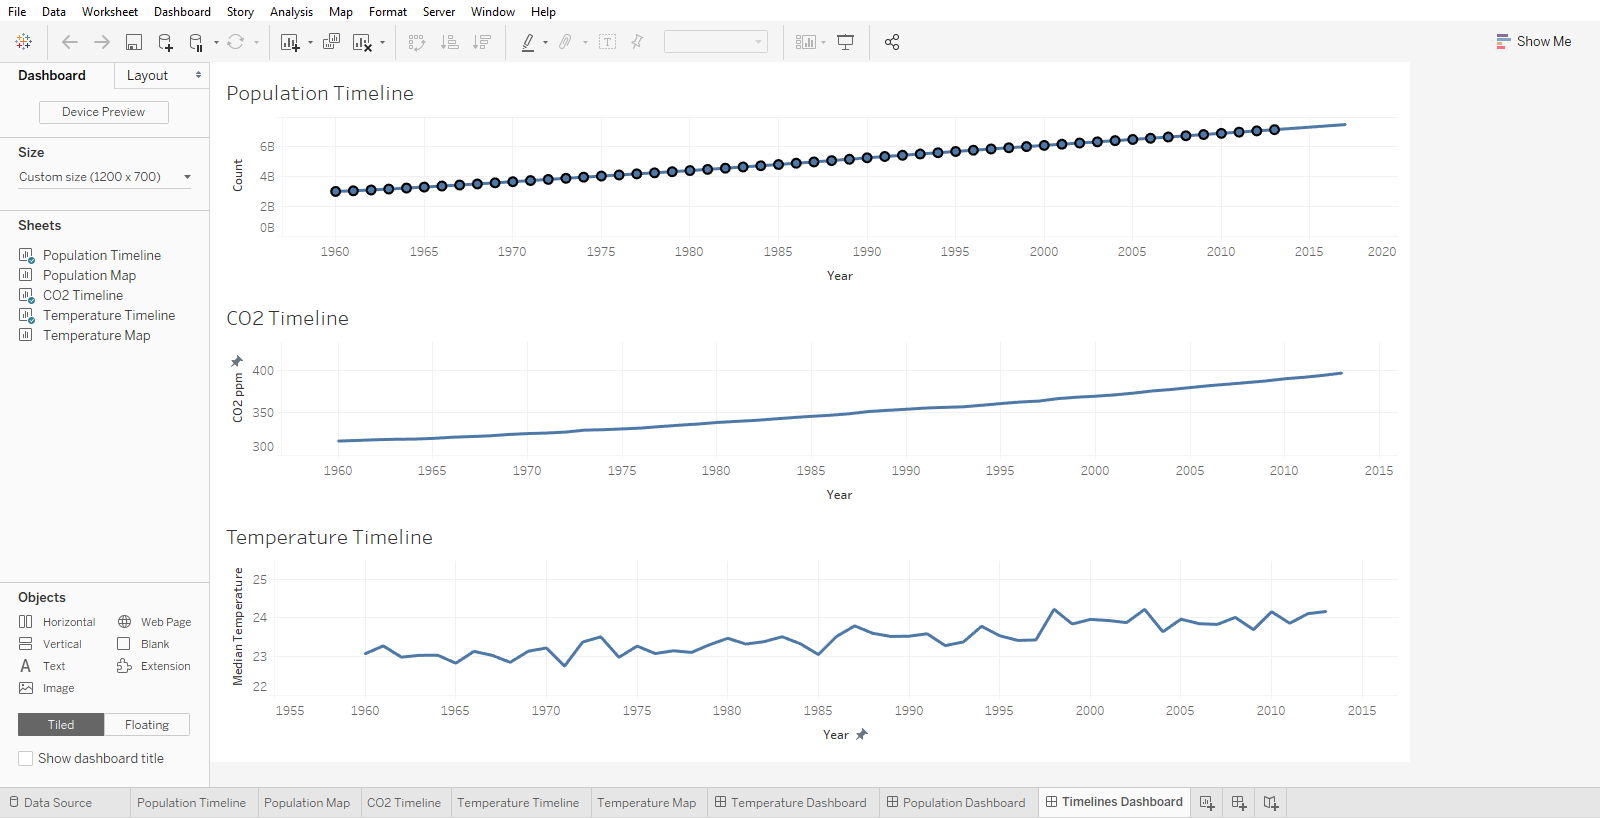 File Data Worksheet Dashboard Story Analysis Map Format Server Window Help
Show Me
Dashboard Layout
Device Preview
Size
Custom size (1200 x 700)
Sheets
Population Timeline
Population Map
CO2 Timeline
Temperature Timeline
Temperature Map
Objects
Horizontal Web Page
Vertical Blank
Text Extension
Image
Tiled Floating
Show dashboard title
Population Timeline
Count
6B
4B
2B
0B
1960 1965 1970 1975 1980 1985 1990 1995 2000 2005 2010 2015 2020
Year
CO2 Timeline
CO2 ppm
400
350
300
1960 1965 1970 1975 1980 1985 1990 1995 2000 2005 2010 2015
Year
Temperature Timeline
Median Temperature
25
24
23
22
1955 1960 1965 1970 1975 1980 1985 1990 1995 2000 2005 2010 2015
Year
Data Source Population Timeline Population Map CO2 Timeline Temperature Timeline Temperature Map Temperature Dashboard Population Dashboard Timelines Dashboard